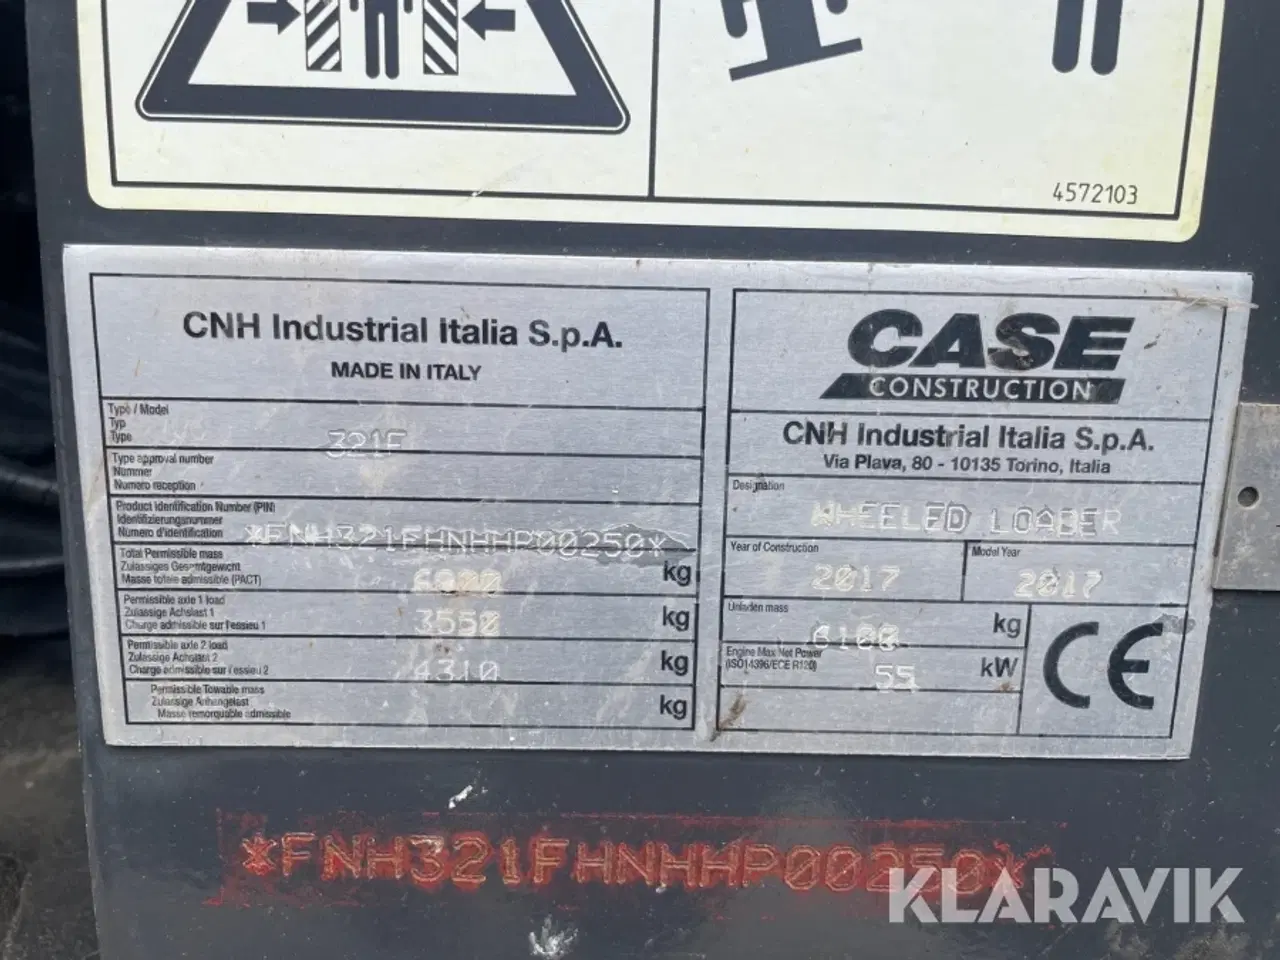 4572103
CNH Industrial Italia S.p.A.
MADE IN ITALY
Type / Model
Typ
Type
321F
Type approval number
Nummer
Numero reception
Product Identification Number (PIN)
Identifizierungsnummer
Numero d'identification
*FNH321FHNHHP00250*
Total Permissible mass
Zulassiges Gesamtgewicht
Masse totale admissible (PACT)
kg
Permissible axle 1 load
Zulassige Achslast 1
Charge admissible sur l'essieu 1
3550
kg
Permissible axle 2 load
Zulassige Achslast 2
Charge admissible sur l'essieu 2
4310
kg
Permissible Towable mass
Zulassige Anhangelast
Masse remorquable admissible
kg
CASE
CONSTRUCTION
CNH Industrial Italia S.p.A.
Via Plava, 80 - 10135 Torino, Italia
Designation
WHEELED LOADER
Year of Construction
2017
Model Year
2017
Unladen mass
6100
kg
Engine Max Net Power
(ISO14396/ECE R120)
55
kW
CE
*FNH321FHNHHP00250*
KLARAVIK